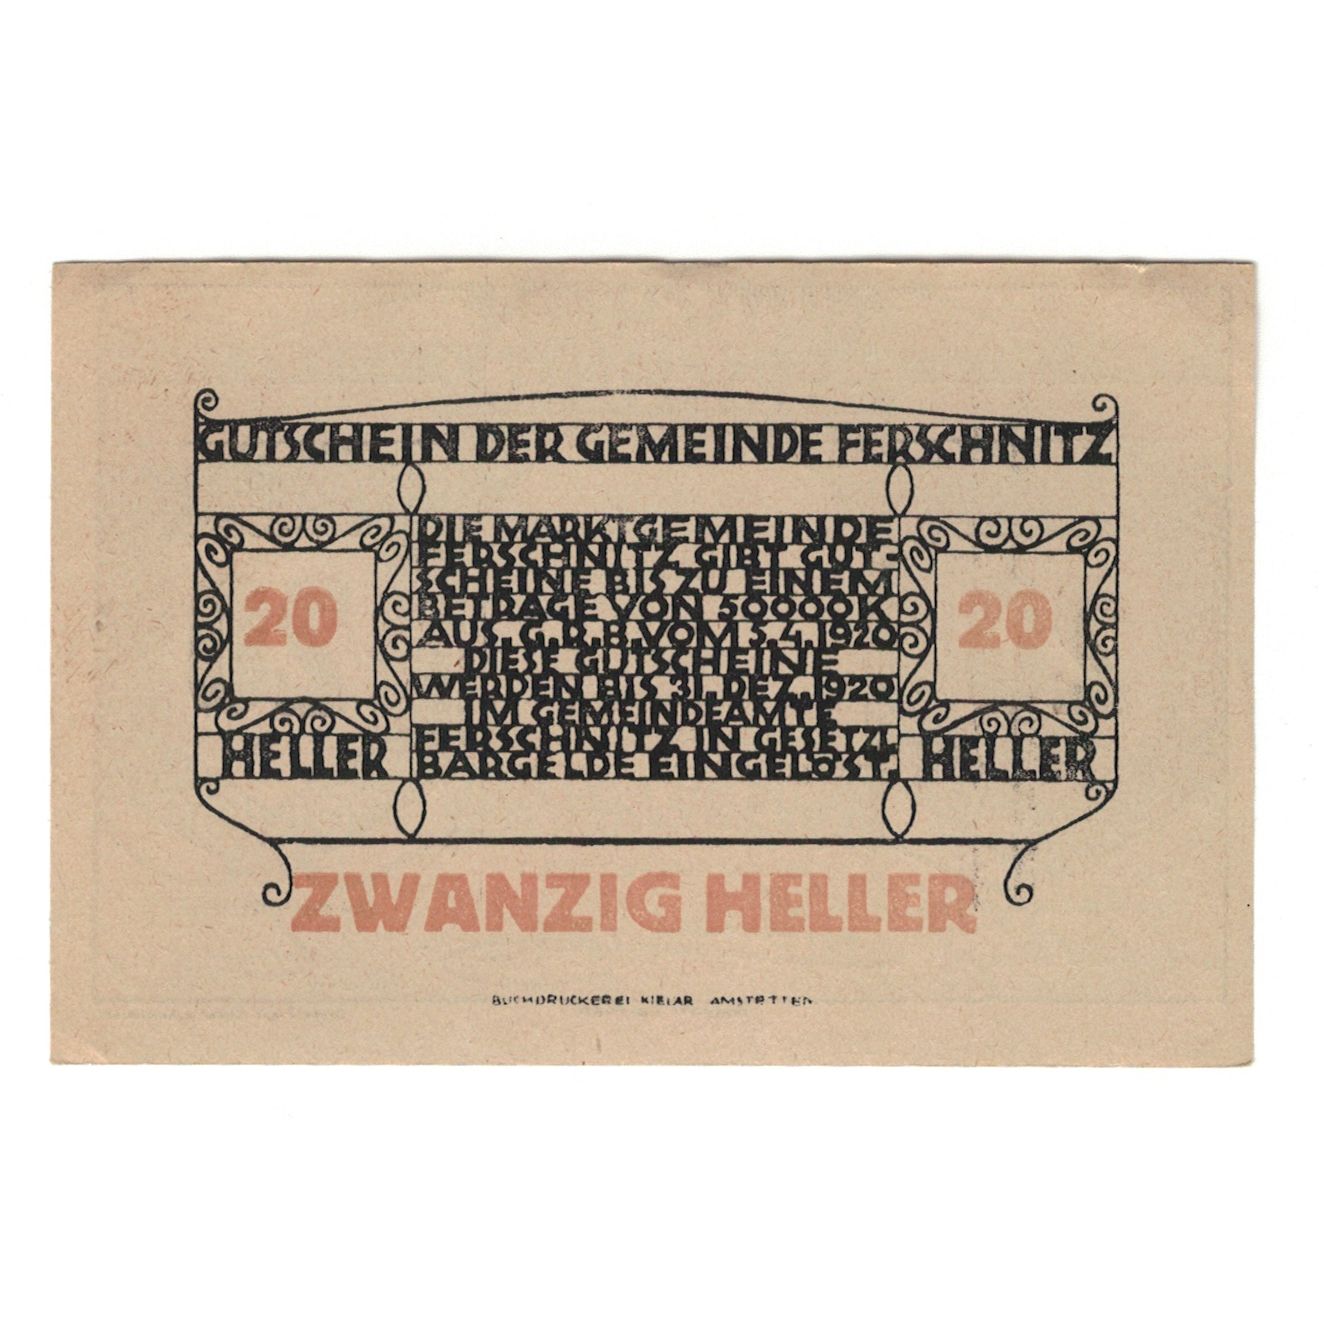 GUTSCHEIN DER GEMEINDE FERSCHNITZ
DIE MARKTGEMEINDE
FERSCHNITZ GIBT GUT-
SCHEINE BIS ZU EINEM
BETRAGE VON 50000K
AUS. G. R. B. VOM 5. 4. 1920
DIESE GUTSCHEINE
WERDEN BIS 31. DEZ. 1920
IM GEMEINDEAMTE
FERSCHNITZ IN GESETZL.
BARGELDE EINGELÖST.
20
HELLER
20
HELLER
ZWANZIG HELLER
BUCHDRUCKEREI KIELAR AMSTETTEN